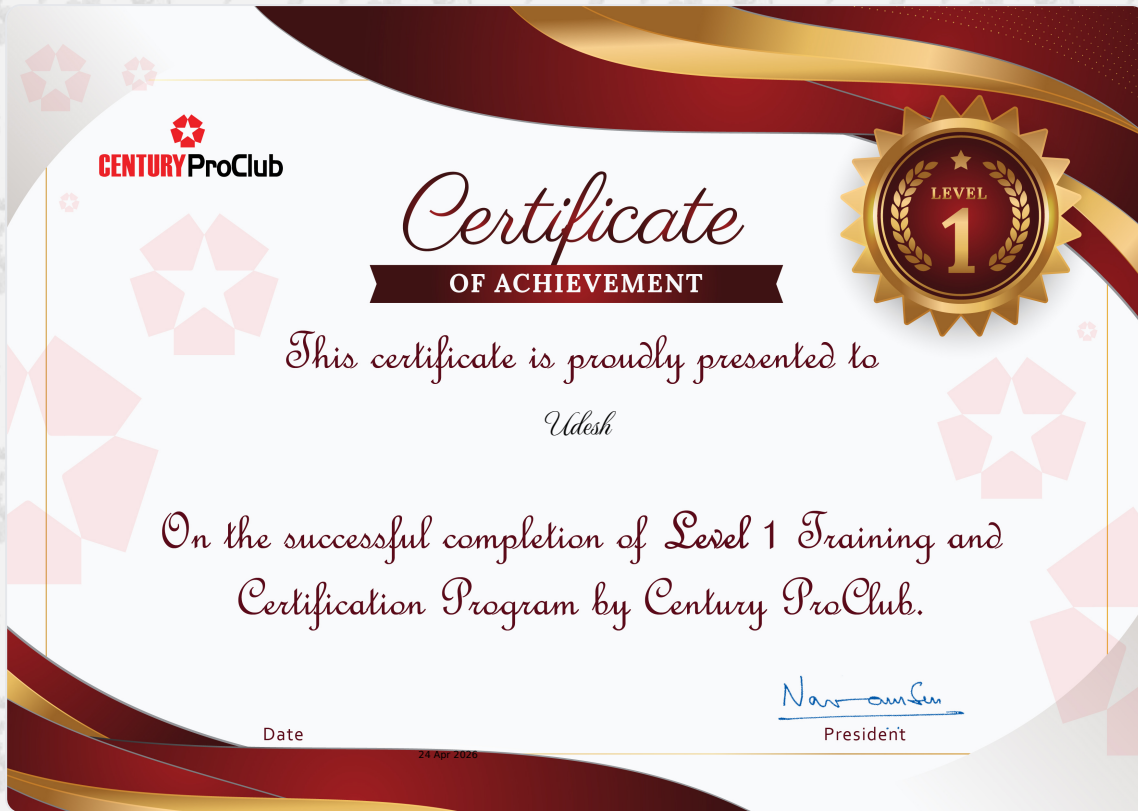 CENTURY ProClub
LEVEL
1
Certificate
OF ACHIEVEMENT
This certificate is proudly presented to
Udesh
On the successful completion of Level 1 Training and
Certification Program by Century ProClub.
Date
President
24 Apr 2026